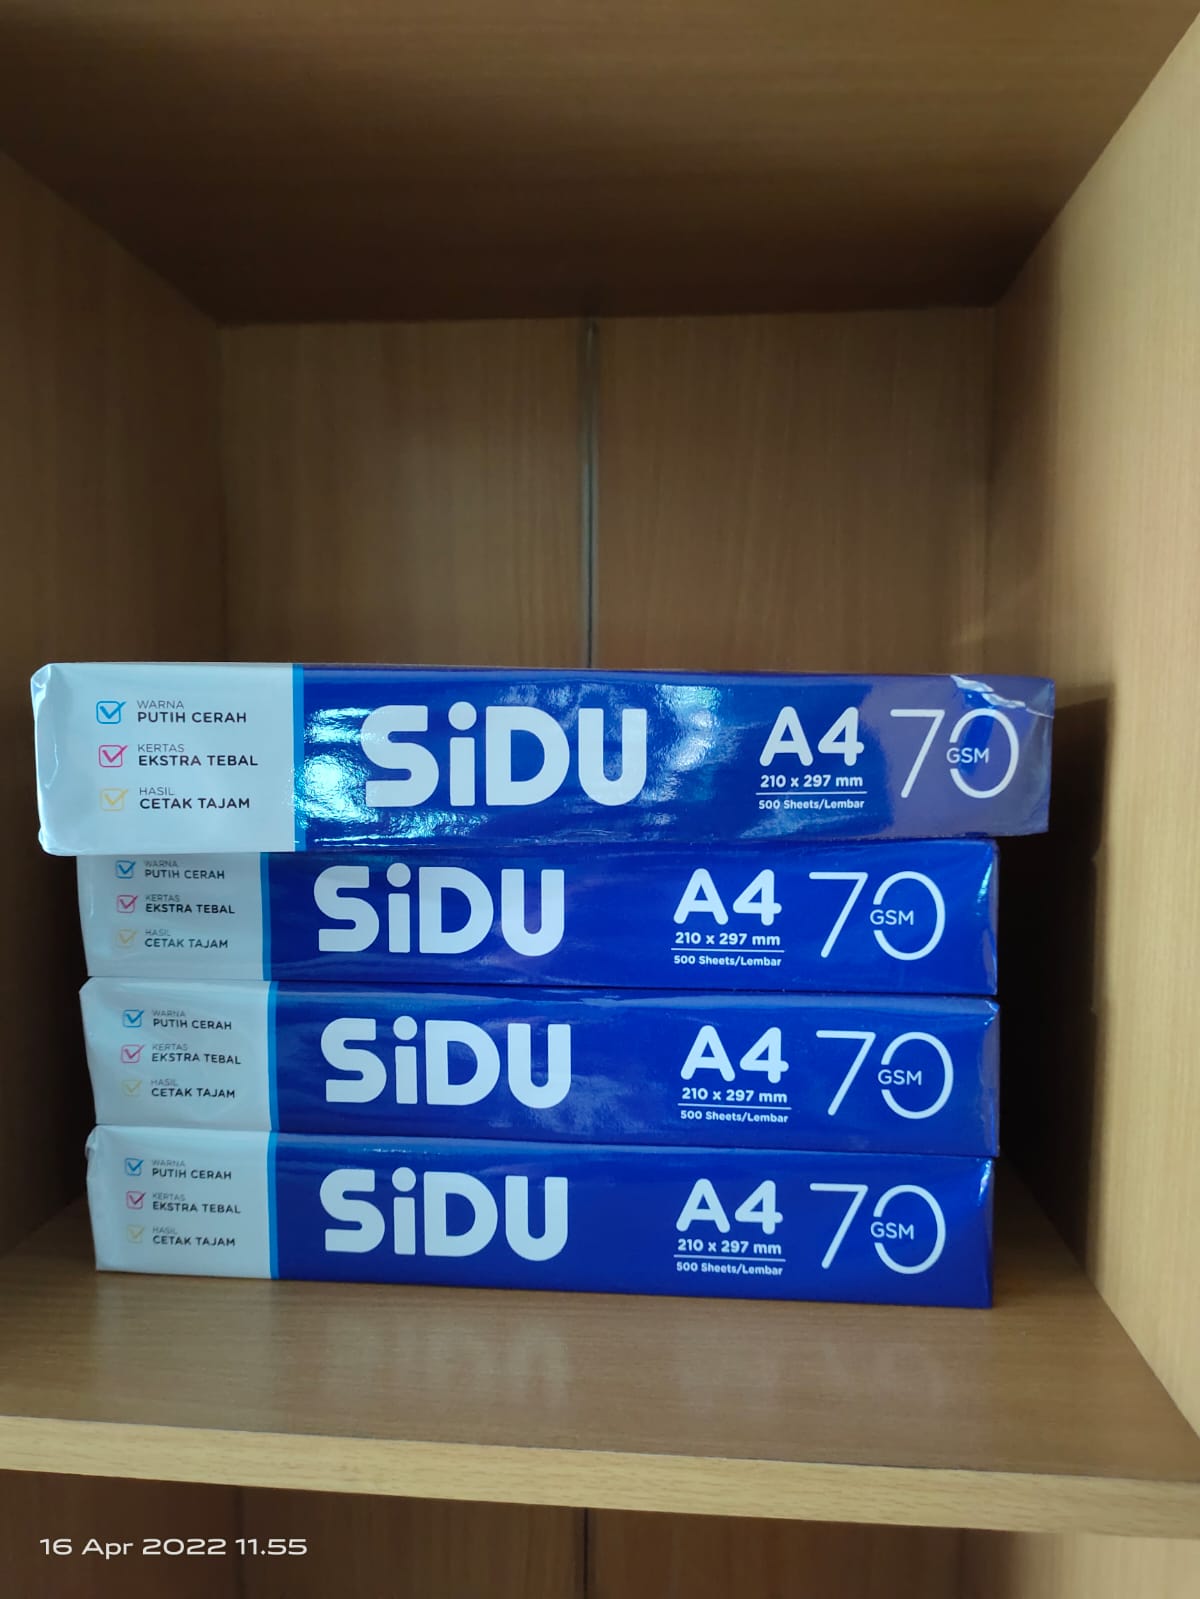 WARNA
PUTIH CERAH
KERTAS
EKSTRA TEBAL
HASIL
CETAK TAJAM
SiDU
A4
210 x 297 mm
500 Sheets/Lembar
70
GSM
WARNA
PUTIH CERAH
KERTAS
EKSTRA TEBAL
HASIL
CETAK TAJAM
SiDU
A4
210 x 297 mm
500 Sheets/Lembar
70
GSM
WARNA
PUTIH CERAH
KERTAS
EKSTRA TEBAL
HASIL
CETAK TAJAM
SiDU
A4
210 x 297 mm
500 Sheets/Lembar
70
GSM
WARNA
PUTIH CERAH
KERTAS
EKSTRA TEBAL
HASIL
CETAK TAJAM
SiDU
A4
210 x 297 mm
500 Sheets/Lembar
70
GSM
16 Apr 2022 11.55